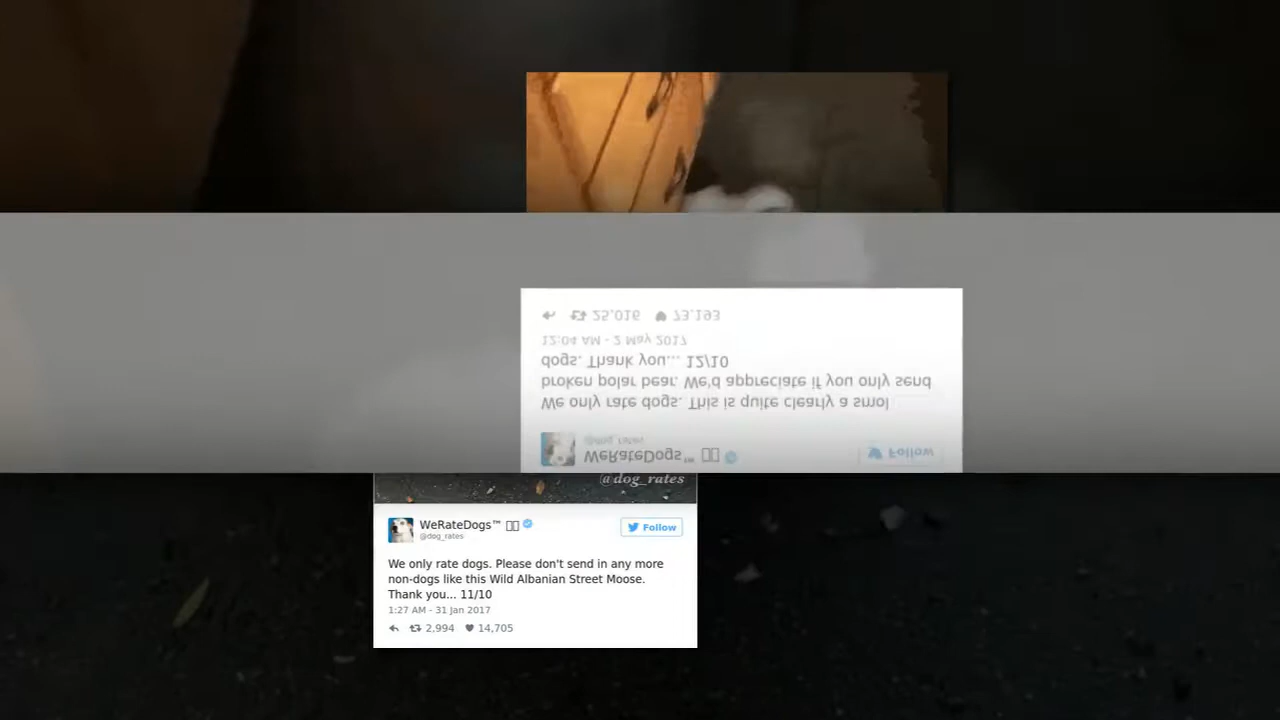 25,016 73,193
12:04 AM - 2 May 2017
dogs. Thank you... 12/10
broken polar bear. We'd appreciate if you only send
We only rate dogs. This is quite clearly a smol
@dog_rates
WeRateDogs™ Follow
@dog_rates
WeRateDogs™ Follow
@dog_rates
We only rate dogs. Please don't send in any more
non-dogs like this Wild Albanian Street Moose.
Thank you... 11/10
1:27 AM - 31 Jan 2017
2,994 14,705